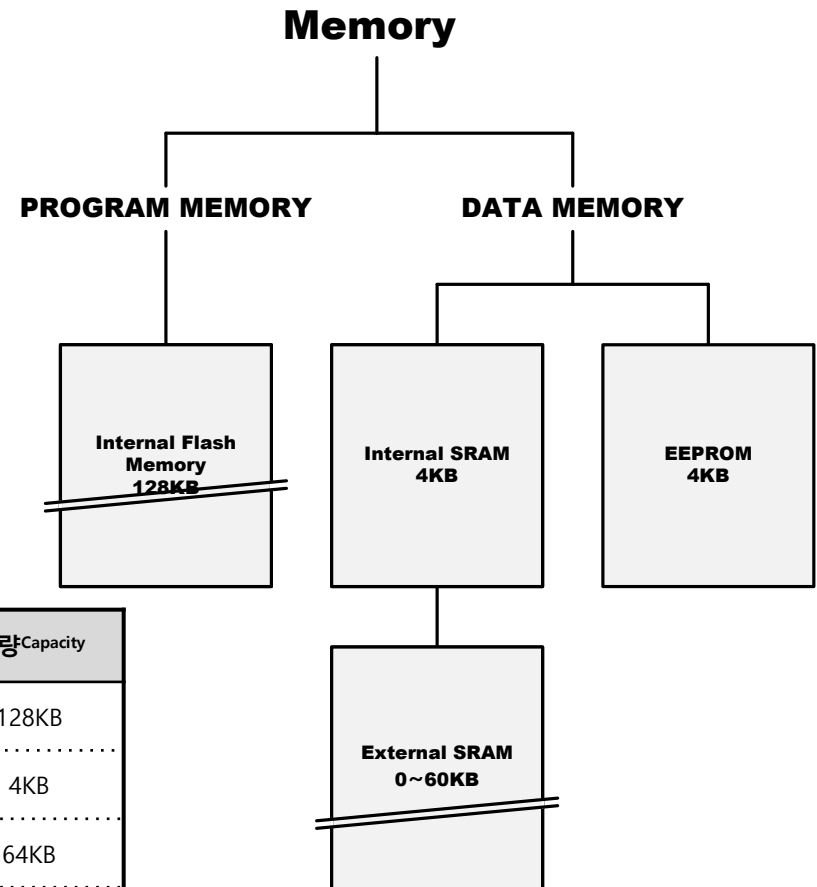 Memory
PROGRAM MEMORY
DATA MEMORY
Internal Flash
Memory
128KB
Internal SRAM
4KB
EEPROM
4KB
External SRAM
0~60KB
량Capacity
128KB
4KB
64KB